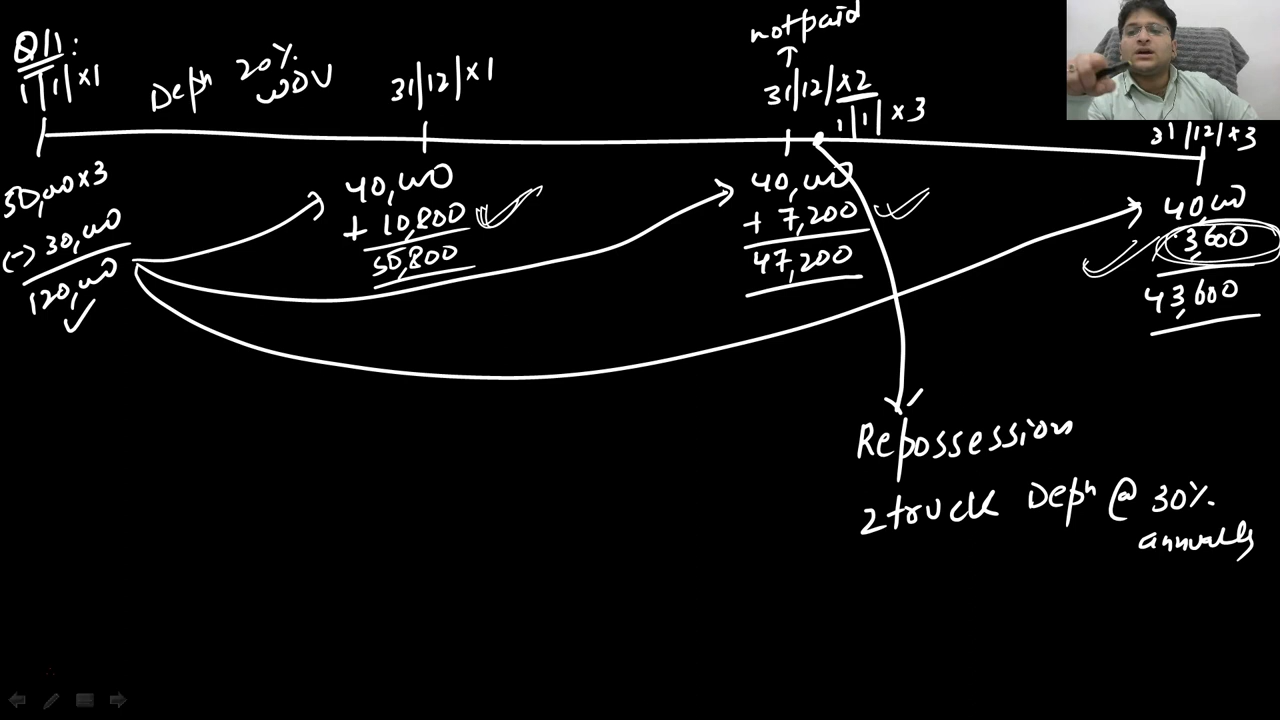 Q11:
1|1|x1
Deph 20%
WDV
31|12|x1
not paid
31|12|x2
1|1|x3
31|12|x3
50,000x3
(-) 30,000
120,000
40,000
+ 10,800
50,800
40,000
+ 7,200
47,200
40,000
3,600
43,600
Repossession
2 truck Deph @ 30%
annually